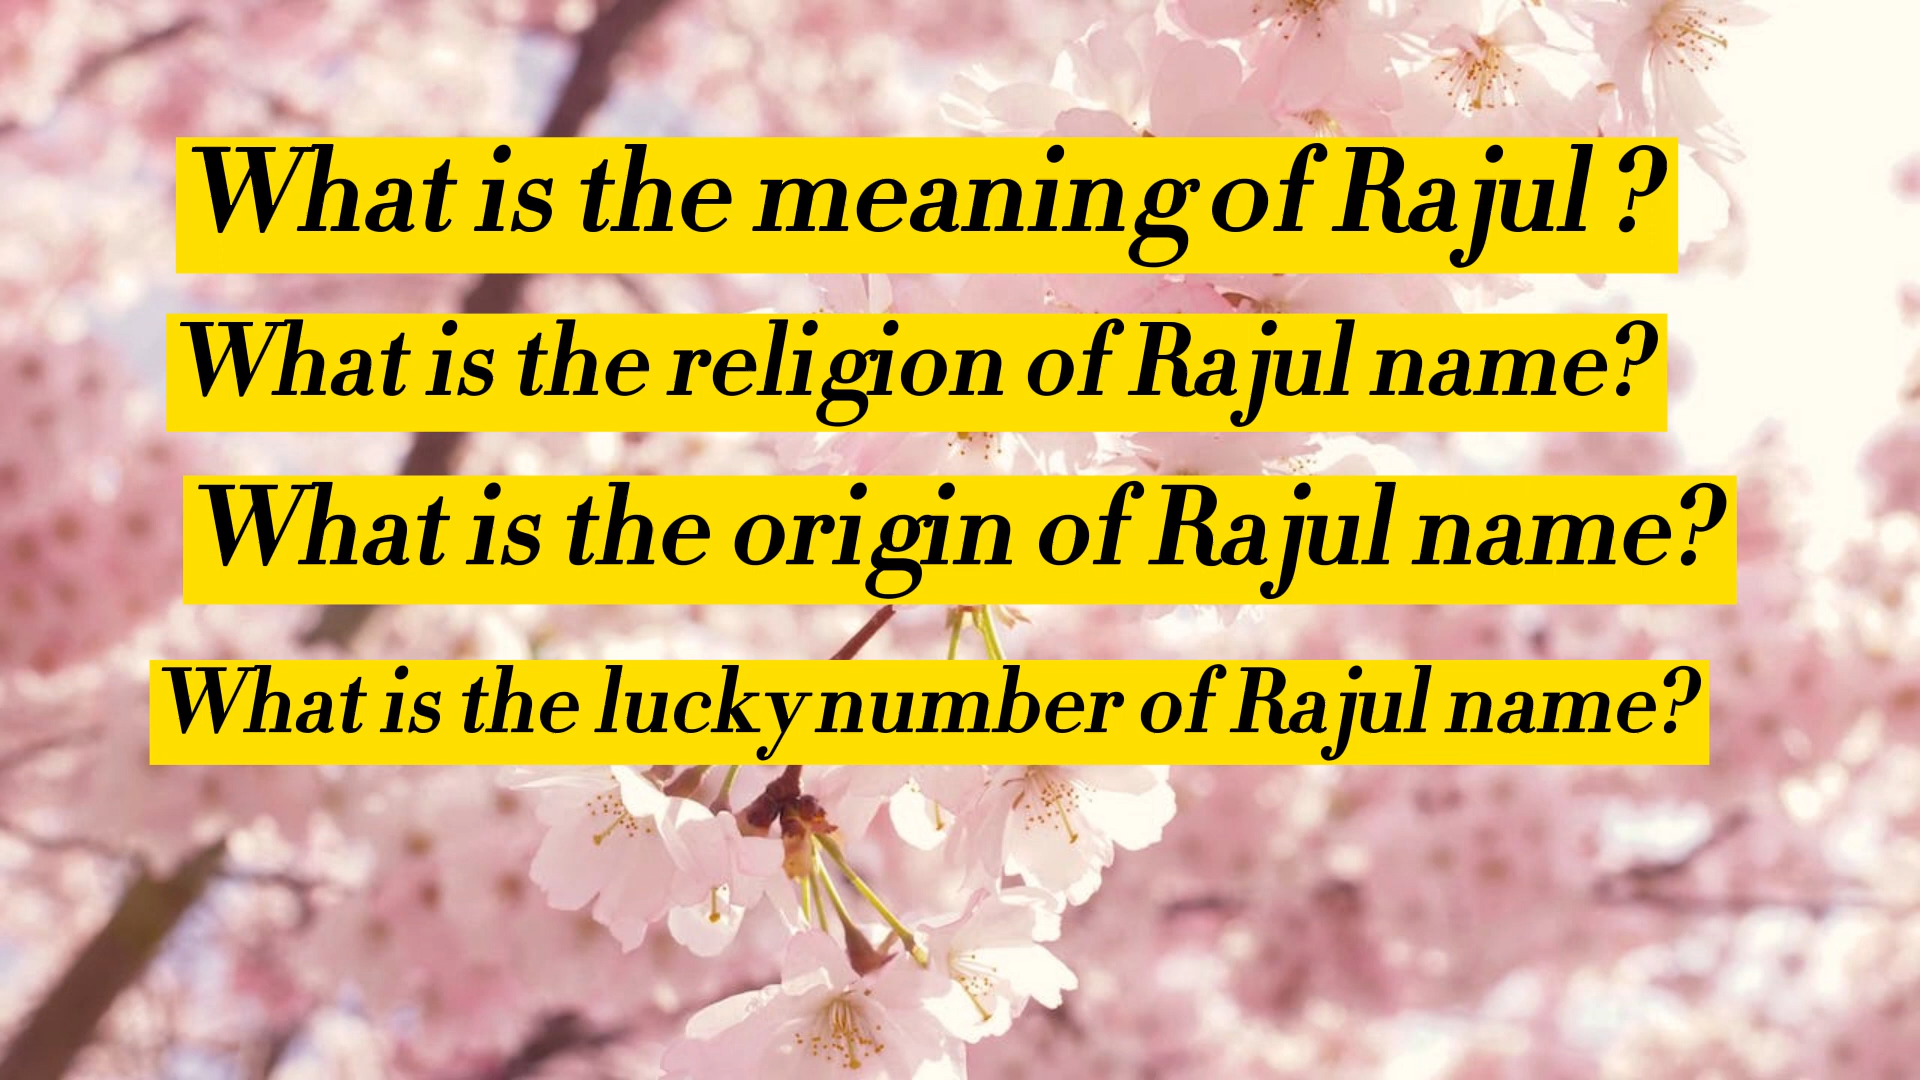 What is the meaning of Rajul ?
What is the religion of Rajul name?
What is the origin of Rajul name?
What is the lucky number of Rajul name?